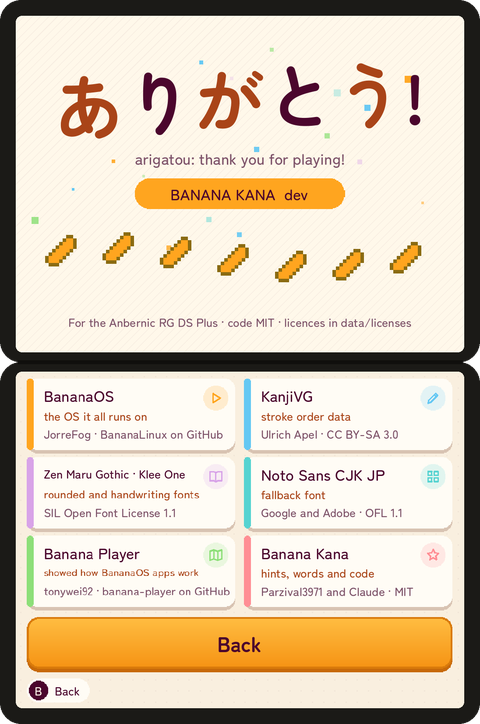 ありがとう!
arigatou: thank you for playing!
BANANA KANA dev
For the Anbernic RG DS Plus · code MIT · licences in data/licenses
BananaOS
the OS it all runs on
JorreFog · BananaLinux on GitHub
KanjiVG
stroke order data
Ulrich Apel · CC BY-SA 3.0
Zen Maru Gothic · Klee One
rounded and handwriting fonts
SIL Open Font License 1.1
Noto Sans CJK JP
fallback font
Google and Adobe · OFL 1.1
Banana Player
showed how BananaOS apps work
tonywei92 · banana-player on GitHub
Banana Kana
hints, words and code
Parzival3971 and Claude · MIT
Back
B Back